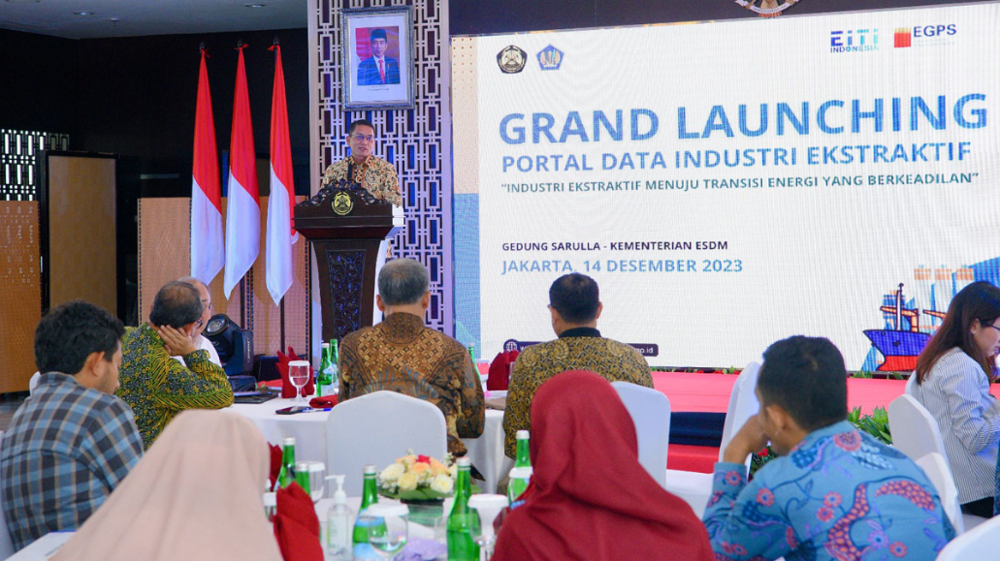 EITI
INDONESIA
EGPS
GRAND LAUNCHING
PORTAL DATA INDUSTRI EKSTRAKTIF
“INDUSTRI EKSTRAKTIF MENUJU TRANSISI ENERGI YANG BERKEADILAN”
GEDUNG SARULLA - KEMENTERIAN ESDM
JAKARTA, 14 DESEMBER 2023